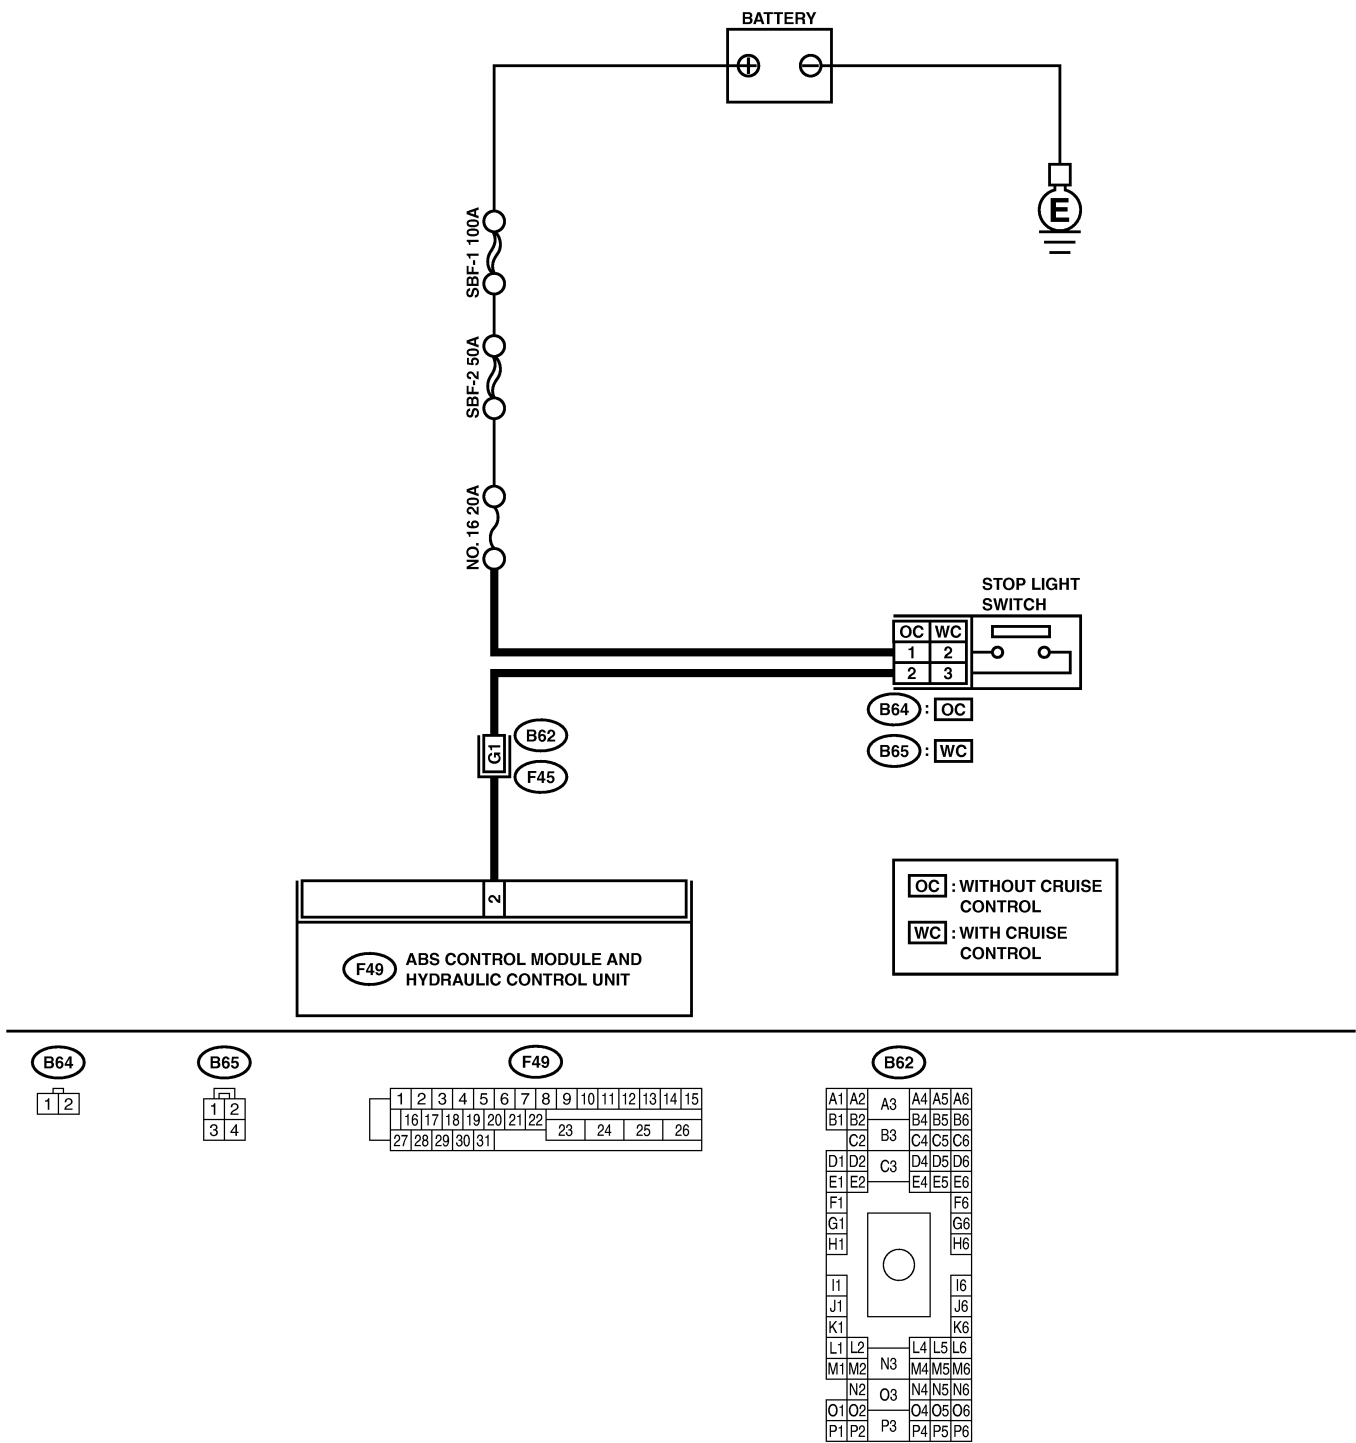 BATTERY
E
SBF-1 100A
SBF-2 50A
NO. 16 20A
STOP LIGHT
SWITCH
OC WC
1 2
2 3
B64 : OC
B65 : WC
G1
B62
F45
2
F49 ABS CONTROL MODULE AND
HYDRAULIC CONTROL UNIT
OC : WITHOUT CRUISE
CONTROL
WC : WITH CRUISE
CONTROL
B64
1 2
B65
1 2
3 4
F49
1 2 3 4 5 6 7 8 9 10 11 12 13 14 15
16 17 18 19 20 21 22
23 24 25 26
27 28 29 30 31
B62
A1 A2 A3 A4 A5 A6
B1 B2 B4 B5 B6
B3
C2 C4 C5 C6
D1 D2 C3 D4 D5 D6
E1 E2 E4 E5 E6
F1 F6
G1 G6
H1 H6
I1 I6
J1 J6
K1 K6
L1 L2 L4 L5 L6
M1 M2 N3 M4 M5 M6
N2 O3 N4 N5 N6
O1 O2 O4 O5 O6
P1 P2 P3 P4 P5 P6